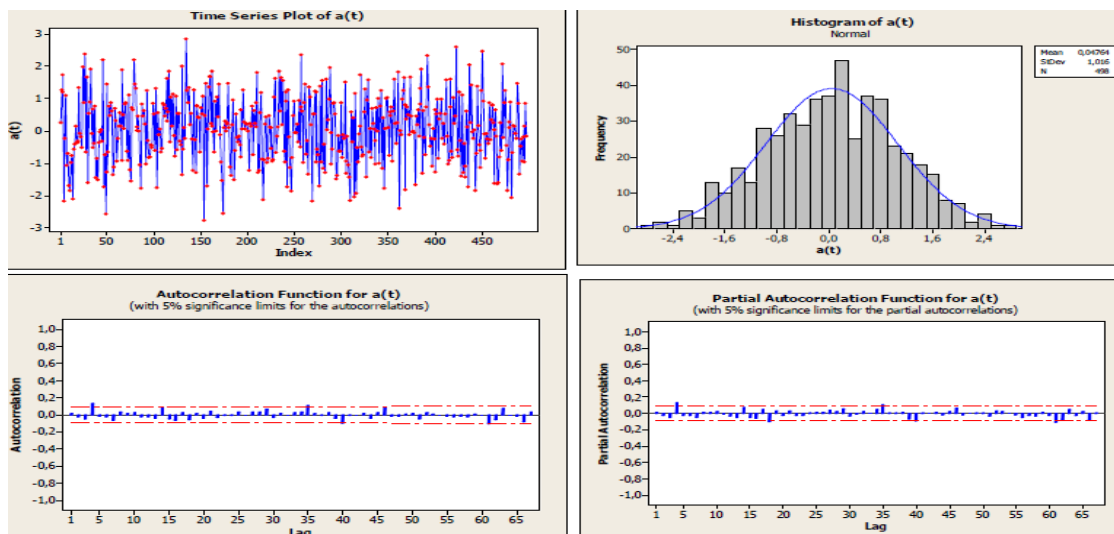 Time Series Plot of a(t)
3
2
1
0
-1
-2
-3
a(t)
1 50 100 150 200 250 300 350 400 450
Index
Histogram of a(t)
Normal
50
40
30
20
10
0
Frequency
-2,4 -1,6 -0,8 0,0 0,8 1,6 2,4
a(t)
Mean 0,04764
StDev 1,016
N 498
Autocorrelation Function for a(t)
(with 5% significance limits for the autocorrelations)
1,0
0,8
0,6
0,4
0,2
0,0
-0,2
-0,4
-0,6
-0,8
-1,0
Autocorrelation
1 5 10 15 20 25 30 35 40 45 50 55 60 65
Lag
Partial Autocorrelation Function for a(t)
(with 5% significance limits for the partial autocorrelations)
1,0
0,8
0,6
0,4
0,2
0,0
-0,2
-0,4
-0,6
-0,8
-1,0
Partial Autocorrelation
1 5 10 15 20 25 30 35 40 45 50 55 60 65
Lag